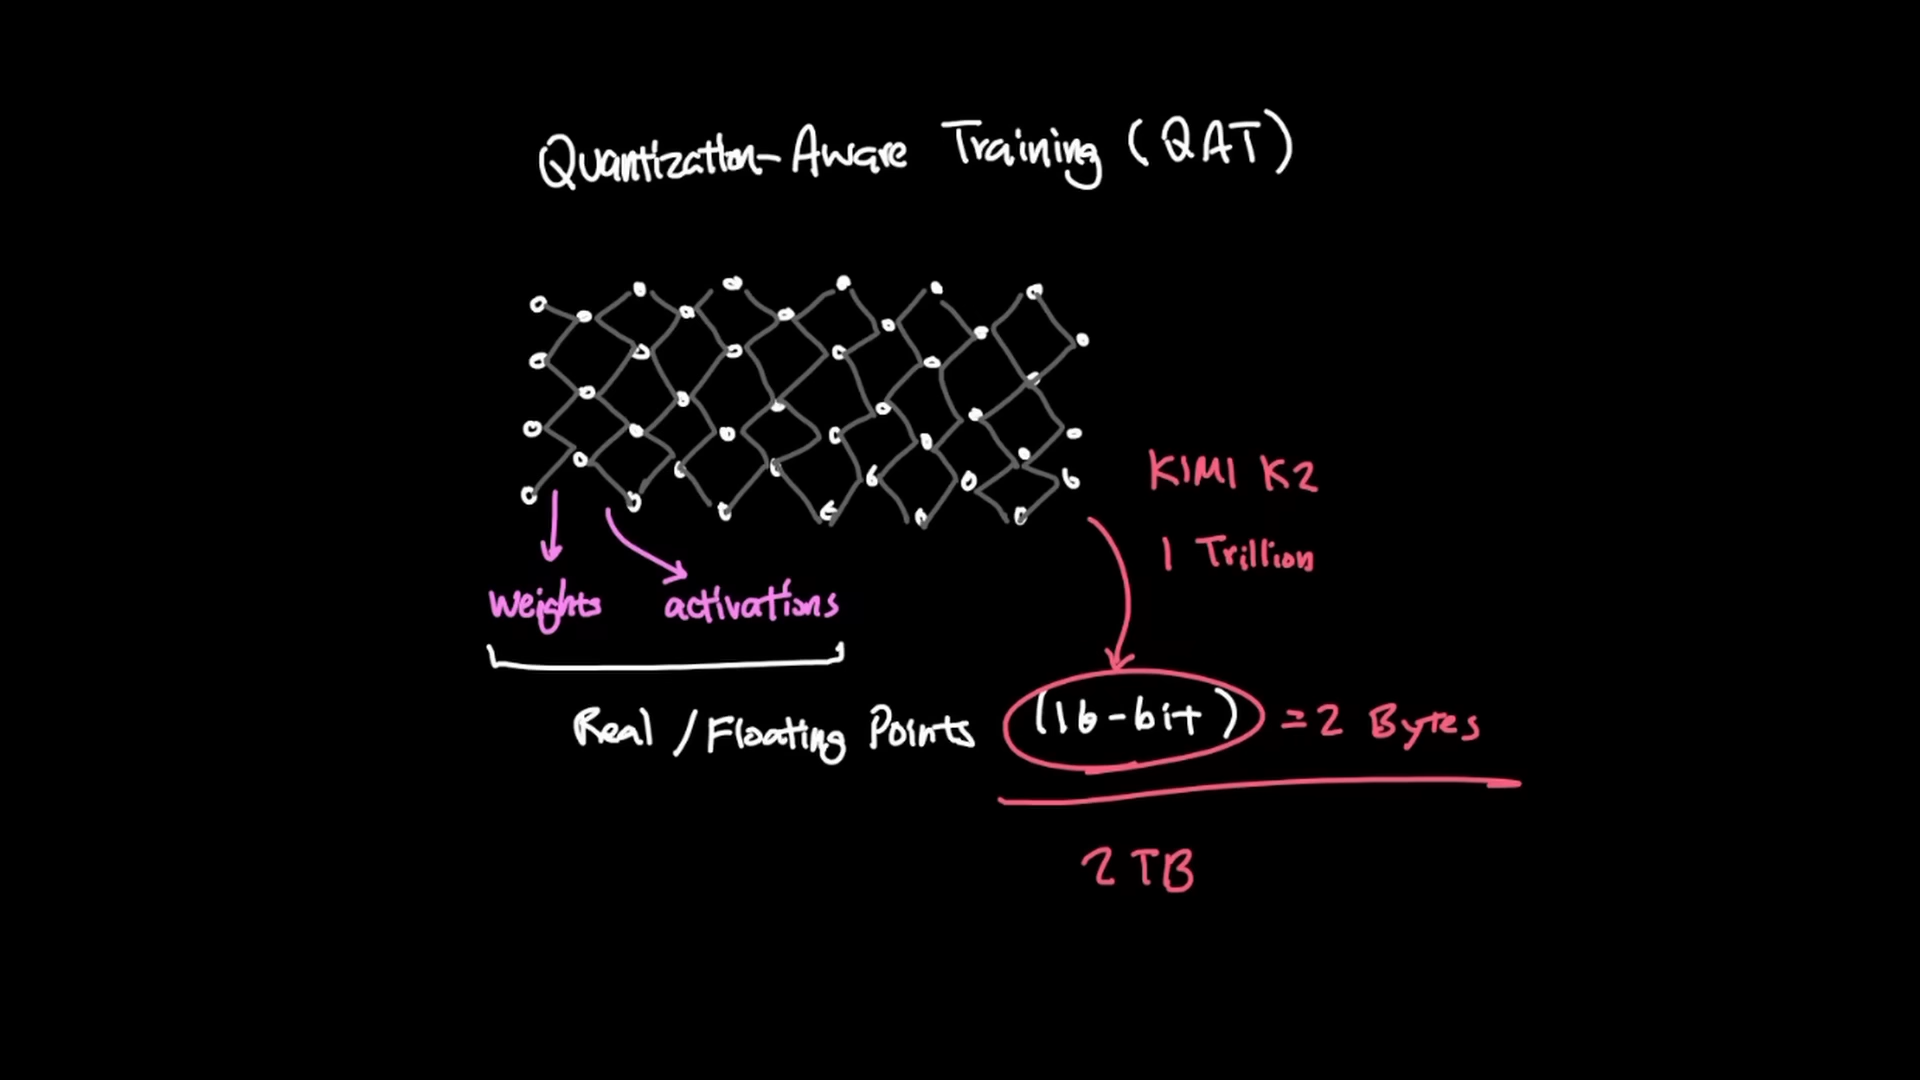 Quantization-Aware Training (QAT)
KIMI K2
1 Trillion
weights activations
Real / Floating Points (16-bit) = 2 Bytes
2 TB